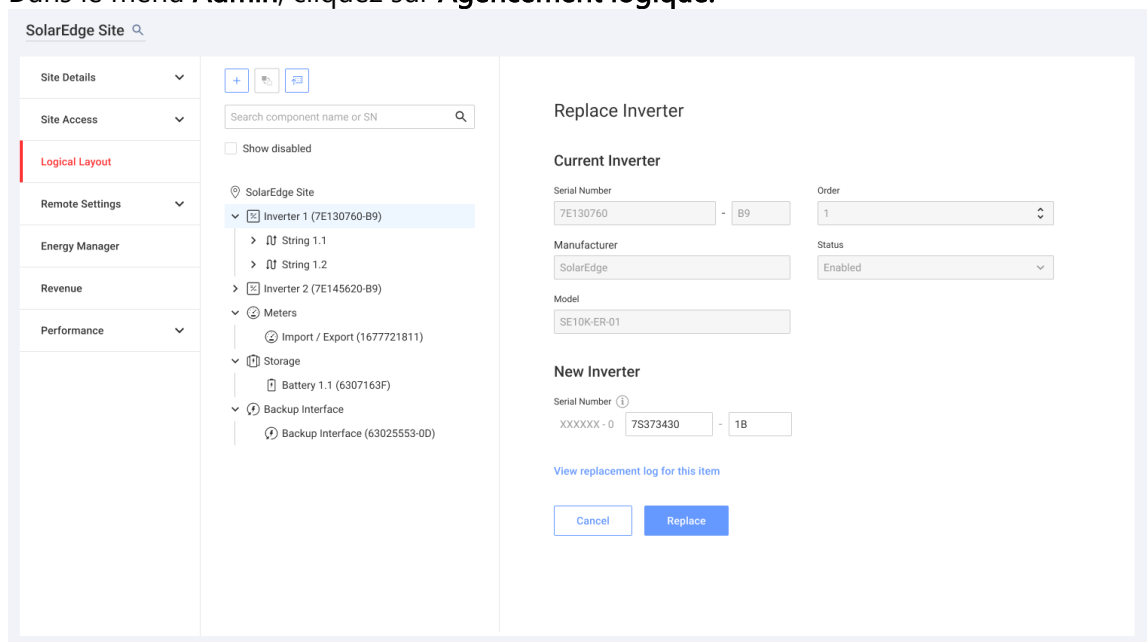 Dans le menu Admin, cliquez sur Agencement logique.
SolarEdge Site
Site Details
Site Access
Logical Layout
Remote Settings
Energy Manager
Revenue
Performance
Search component name or SN
Show disabled
SolarEdge Site
Inverter 1 (7E130760-B9)
String 1.1
String 1.2
Inverter 2 (7E145620-B9)
Meters
Import / Export (1677721811)
Storage
Battery 1.1 (6307163F)
Backup Interface
Backup Interface (63025553-0D)
Replace Inverter
Current Inverter
Serial Number Order
7E130760 - B9 1
Manufacturer Status
SolarEdge Enabled
Model
SE10K-ER-01
New Inverter
Serial Number
XXXXXX - 0 7S373430 - 1B
View replacement log for this item
Cancel Replace